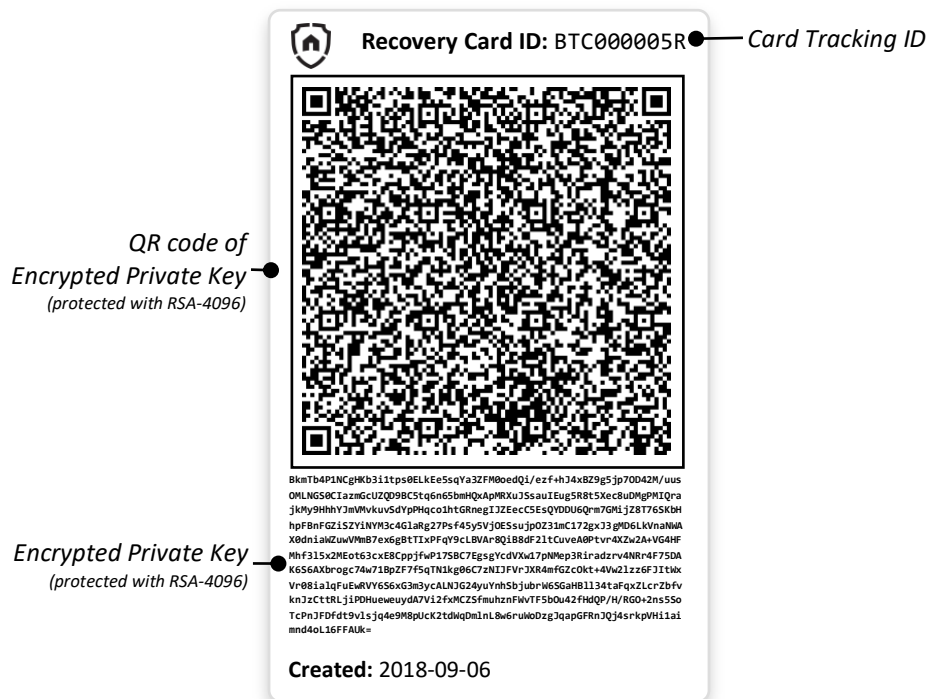 Recovery Card ID: BTC000005R
Card Tracking ID
QR code of
Encrypted Private Key
(protected with RSA-4096)
BkmTb4P1NCgHKb3i1tps0ELkEe5sqYa3ZFM0oedQi/ezf+hJ4xBZ9g5jp7OD42M/uus
OMLNGS0CIazmGcUZQD9BC5tq6n65bmHQxApMRXuJSsauIEug5R8t5Xec8uDMgPMIQra
jkMy9HhhYJmVMvkuvSdYpPHqco1htGRnegIJZEecC5EsQYDDU6Qrm7GMijZ8T76SKbH
hpFBnFGZiSZYiNYM3c4GlaRg27Psf45y5VjOESsujpOZ31mC172gxJ3gMD6LkVnaNWA
X0dniaWZuwVMmB7ex6gBtTIxPFqY9cLBVAr8QiB8dF2ltCuveA0Ptvr4XZw2A+VG4HF
Encrypted Private Key
(protected with RSA-4096)
Mhf3l5x2MEot63cxE8CppjfwP17SBC7EgsgYcdVXw17pNMep3Riradzrv4NRr4F75DA
K6S6AXbrogc74w71BpZF7f5qTN1kg06C7zNIJFVrJXR4mfGZcOkt+4Vw2lzz6FJItWx
Vr08ialqFuEwRVY6S6xG3m3ycALNJG24yuYnhSbjubrW6SGaHBll34taFqxZLCrZbfv
knJzCttRLjiPDHueweuydA7Vi2fxMCZSfmuhznFWvTF5bOu42fHdQP/H/RGO+2ns5So
TcPnJFDfdt9vlsjq4e9M8pUcK2tdWqDmlnL8w6ruWoDzgJqapGFRnJQj4srkpVHi1ai
mnd4oL16FFAUk=
Created: 2018-09-06